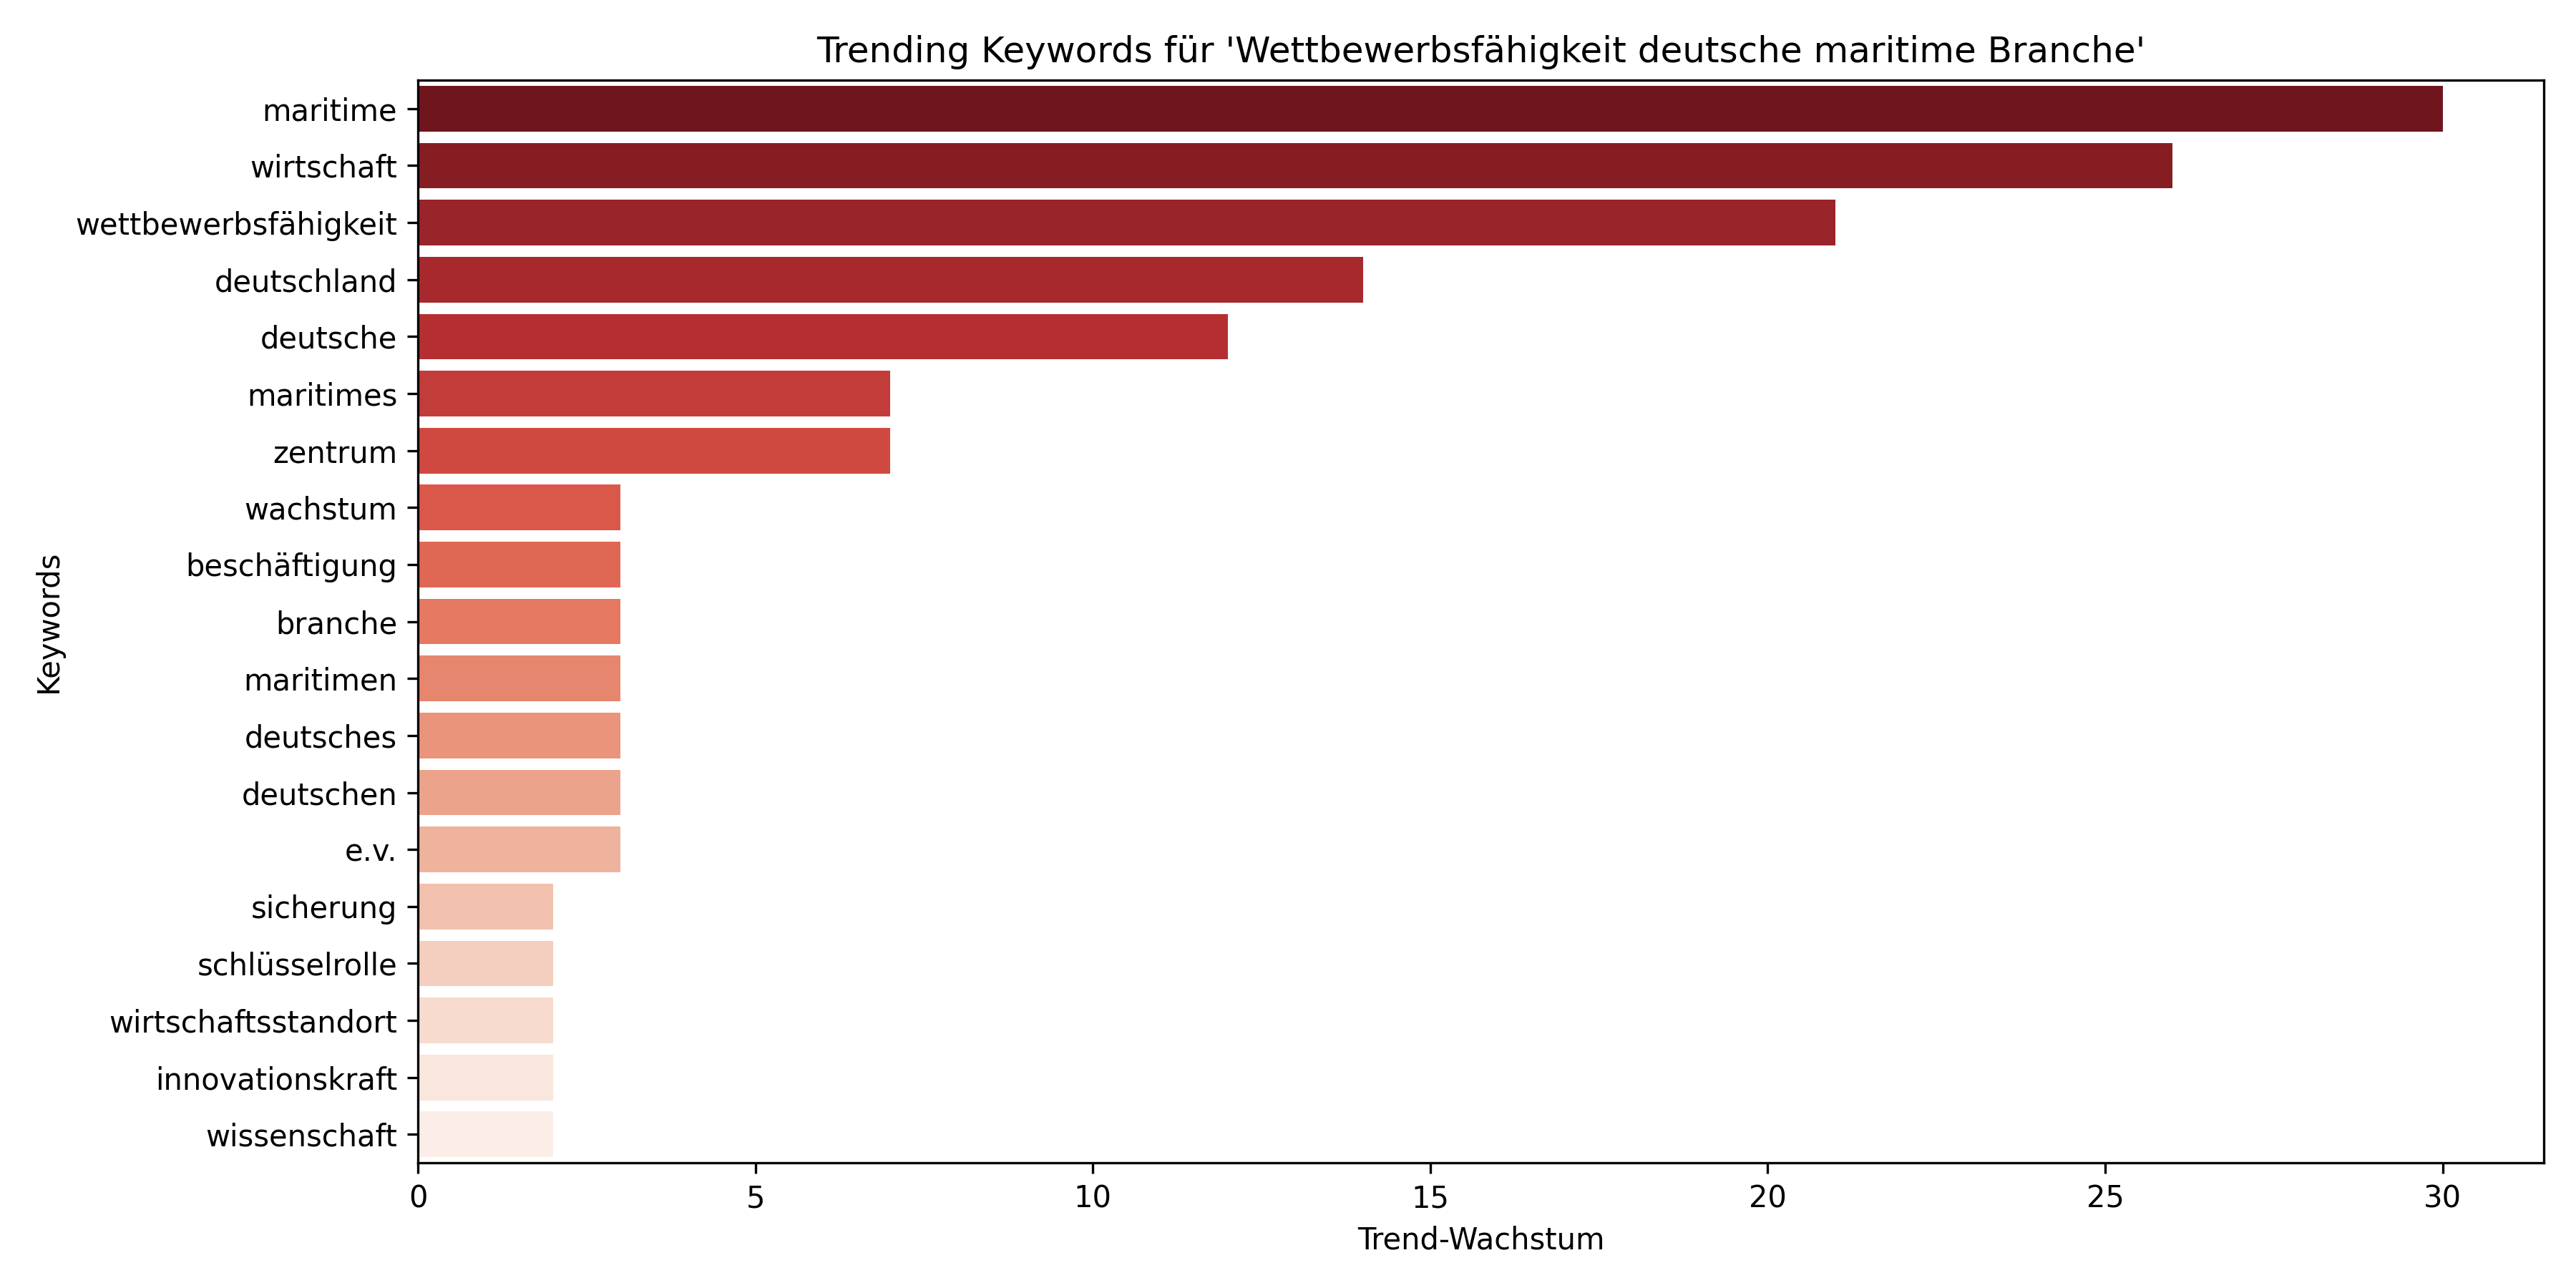 Trending Keywords für 'Wettbewerbsfähigkeit deutsche maritime Branche'
Keywords
maritime
wirtschaft
wettbewerbsfähigkeit
deutschland
deutsche
maritimes
zentrum
wachstum
beschäftigung
branche
maritimen
deutsches
deutschen
e.v.
sicherung
schlüsselrolle
wirtschaftsstandort
innovationskraft
wissenschaft
0 5 10 15 20 25 30
Trend-Wachstum